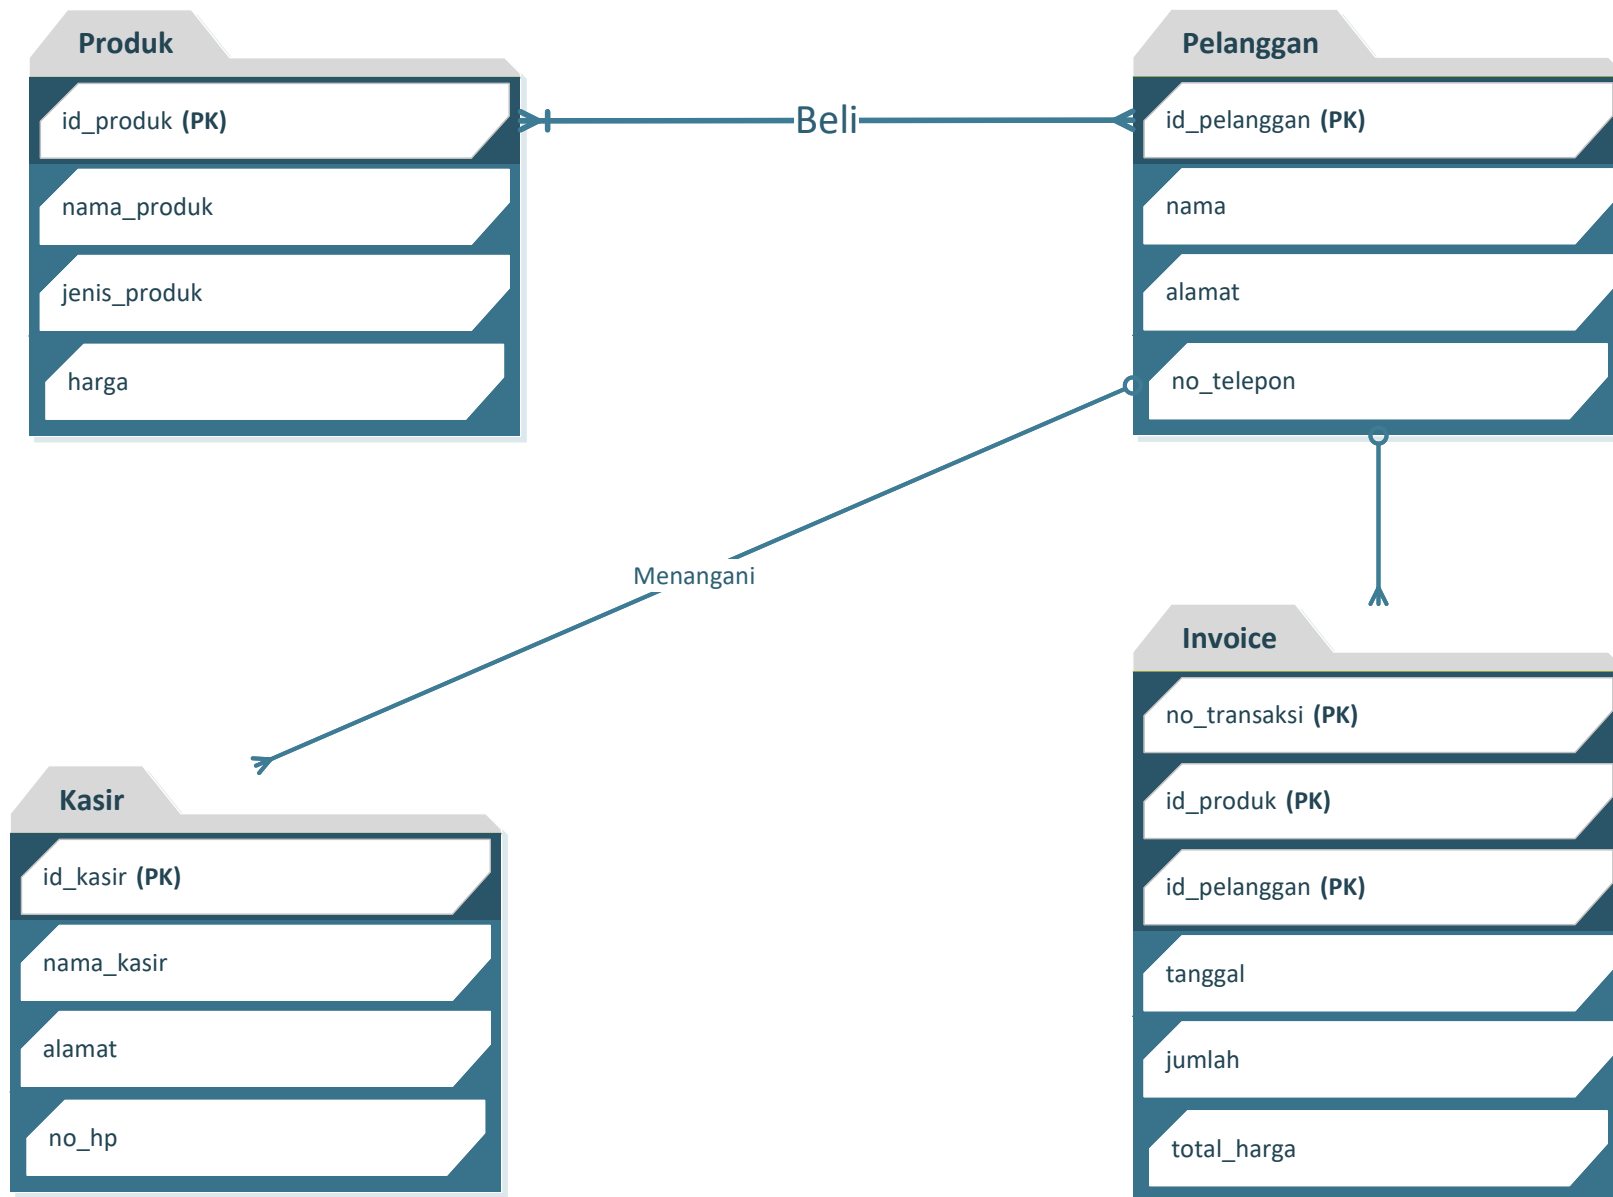 Produk
id_produk (PK)
nama_produk
jenis_produk
harga
Beli
Pelanggan
id_pelanggan (PK)
nama
alamat
no_telepon
Menangani
Kasir
id_kasir (PK)
nama_kasir
alamat
no_hp
Invoice
no_transaksi (PK)
id_produk (PK)
id_pelanggan (PK)
tanggal
jumlah
total_harga